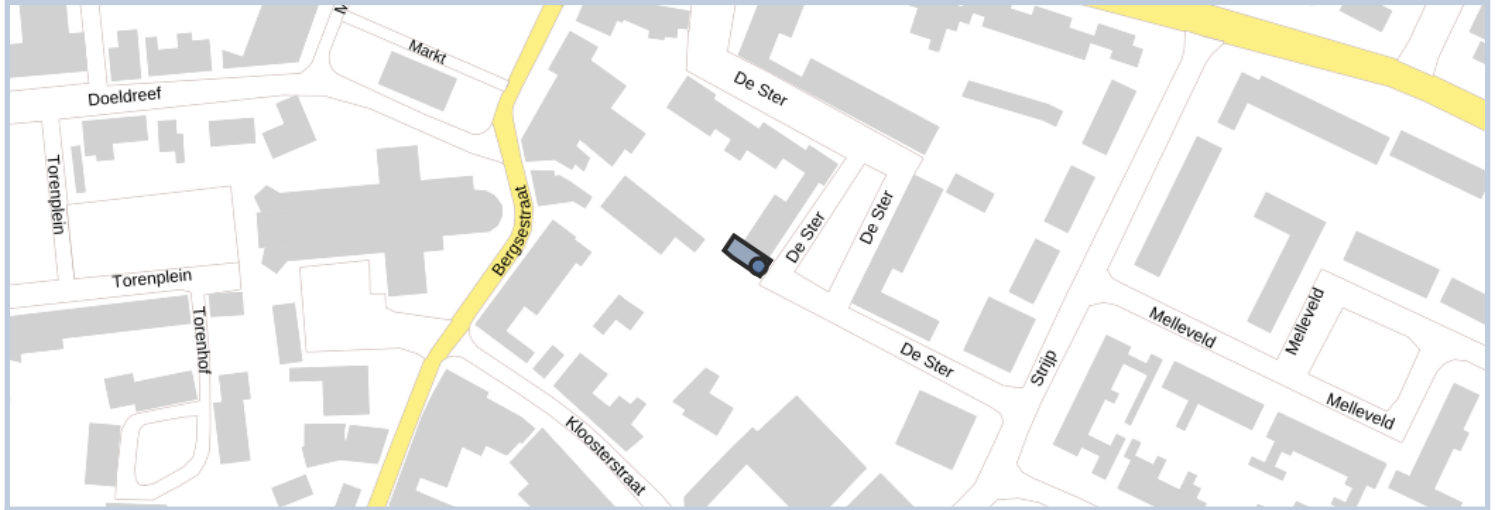 Markt
De Ster
Doeldreef
Torenplein
De Ster
De Ster
Bergsestraat
Torenplein
Torenhof
Melleveld
Melleveld
De Ster
Strijp
Melleveld
Kloosterstraat